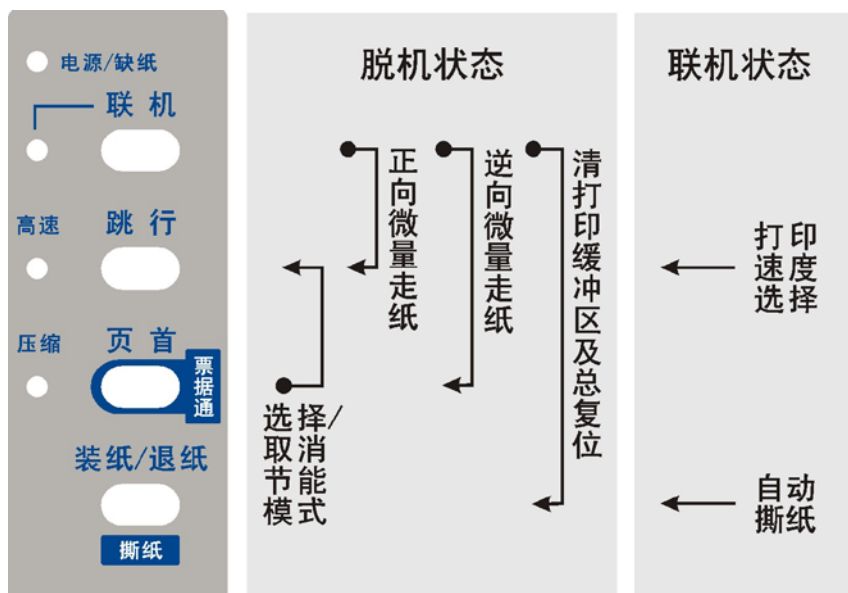 电源/缺纸
联机
高速
跳行
压缩
页首
票据通
装纸/退纸
撕纸
脱机状态
正向微量走纸
逆向微量走纸
清打印缓冲区及总复位
选择/
取消
节能
模式
联机状态
打印
速度
选择
自动
撕纸